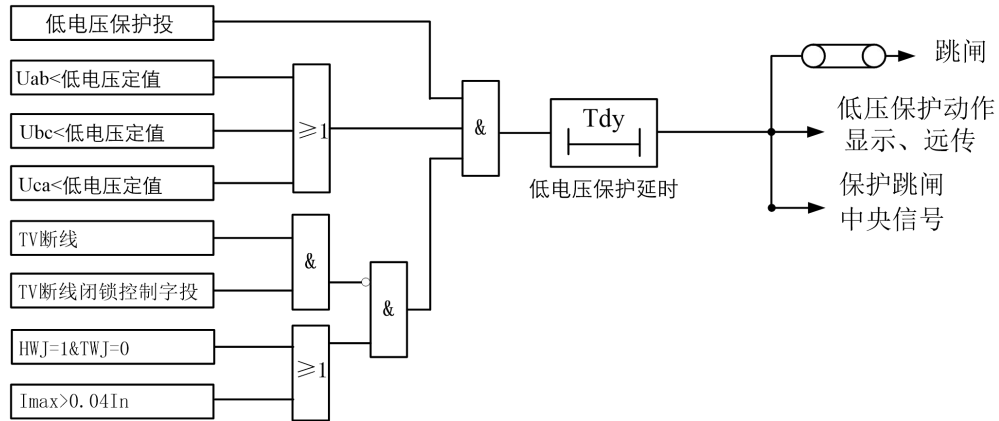 低电压保护投
Uab<低电压定值
Ubc<低电压定值
Uca<低电压定值
≥1
TV断线
TV断线闭锁控制字投
&
HWJ=1&TWJ=0
Imax>0.04In
≥1
&
&
Tdy
低电压保护延时
跳闸
低压保护动作
显示、远传
保护跳闸
中央信号